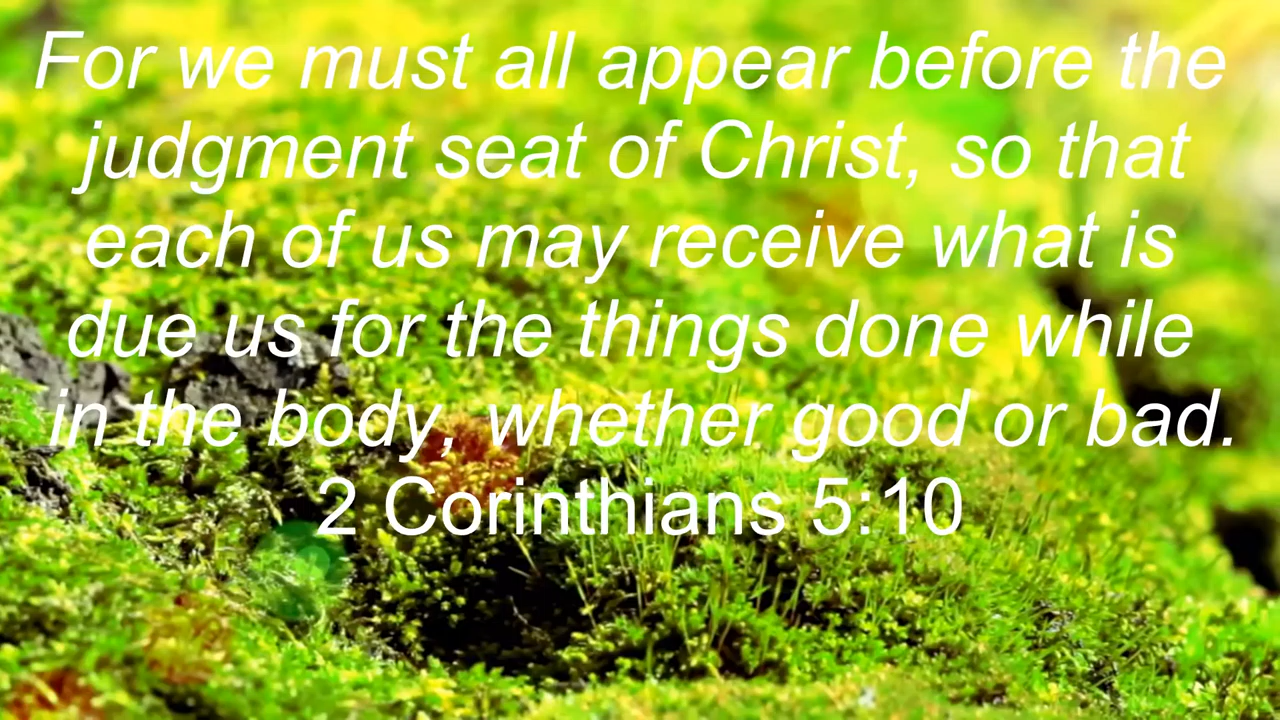 For we must all appear before the
judgment seat of Christ, so that
each of us may receive what is
due us for the things done while
in the body, whether good or bad.
2 Corinthians 5:10